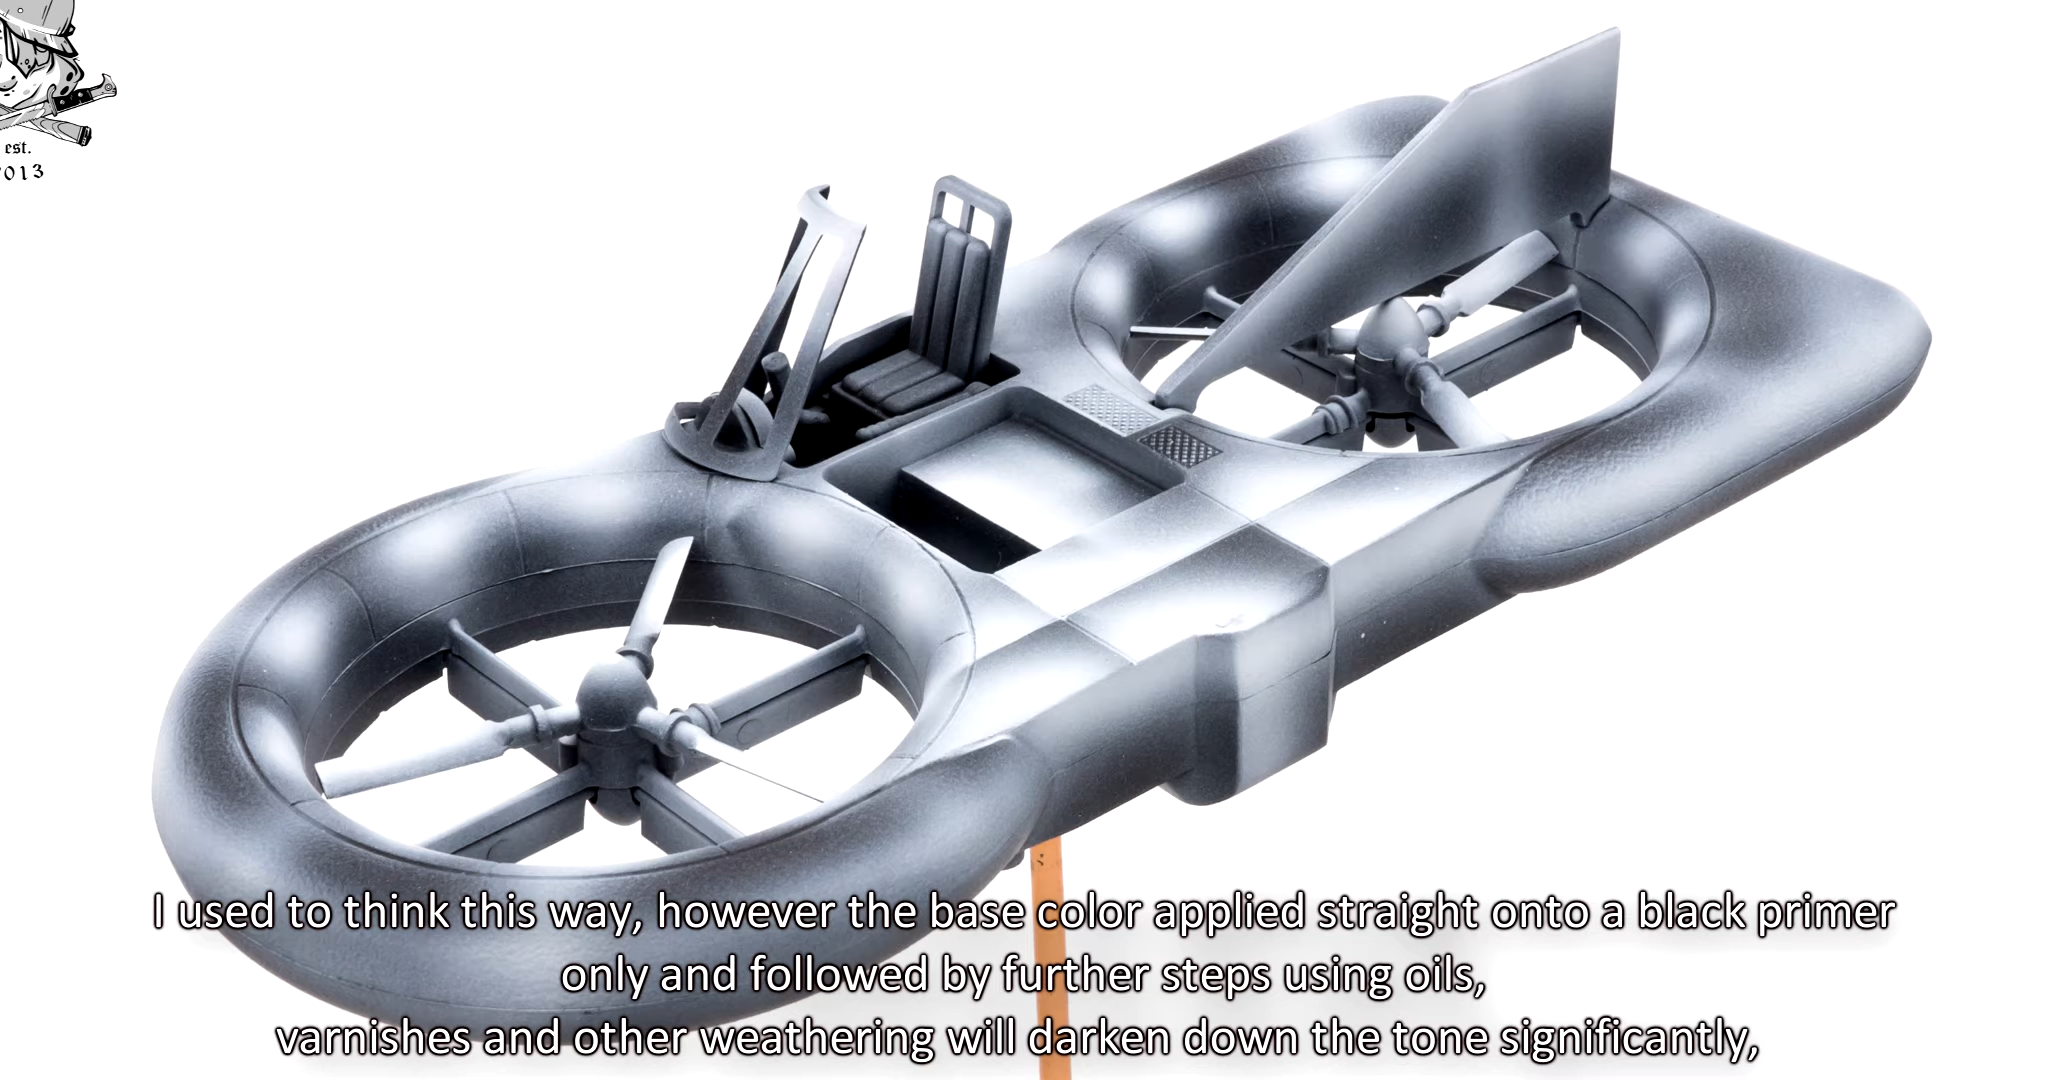 est.
2013
I used to think this way, however the base color applied straight onto a black primer
only and followed by further steps using oils,
varnishes and other weathering will darken down the tone significantly,